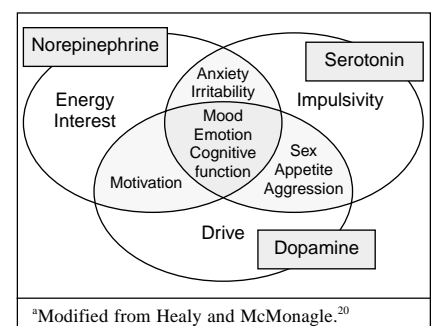 Norepinephrine
Serotonin
Anxiety
Irritability
Energy
Interest
Impulsivity
Mood
Emotion
Cognitive
function
Sex
Appetite
Aggression
Motivation
Drive
Dopamine
aModified from Healy and McMonagle.20